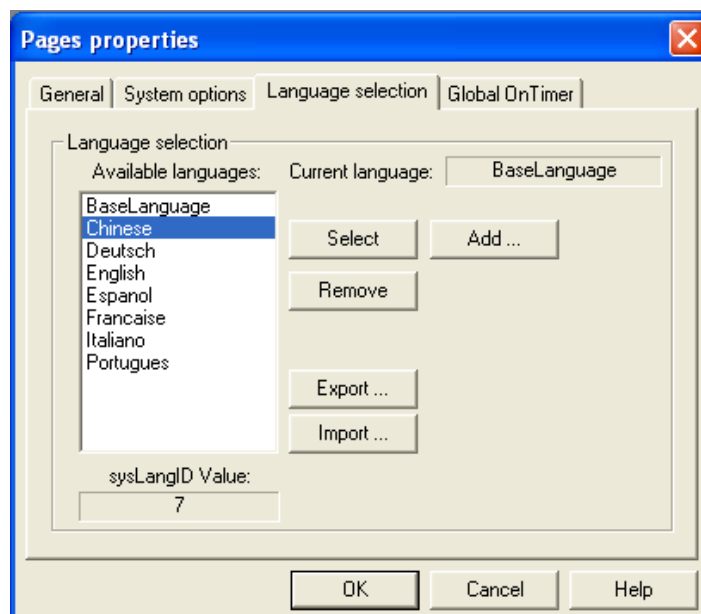 Pages properties
General System options Language selection Global OnTimer
Language selection
Available languages: Current language: BaseLanguage
BaseLanguage
Chinese
Deutsch
English
Espanol
Francaise
Italiano
Portugues
Select Add ...
Remove
Export ...
Import ...
sysLangID Value:
7
OK Cancel Help